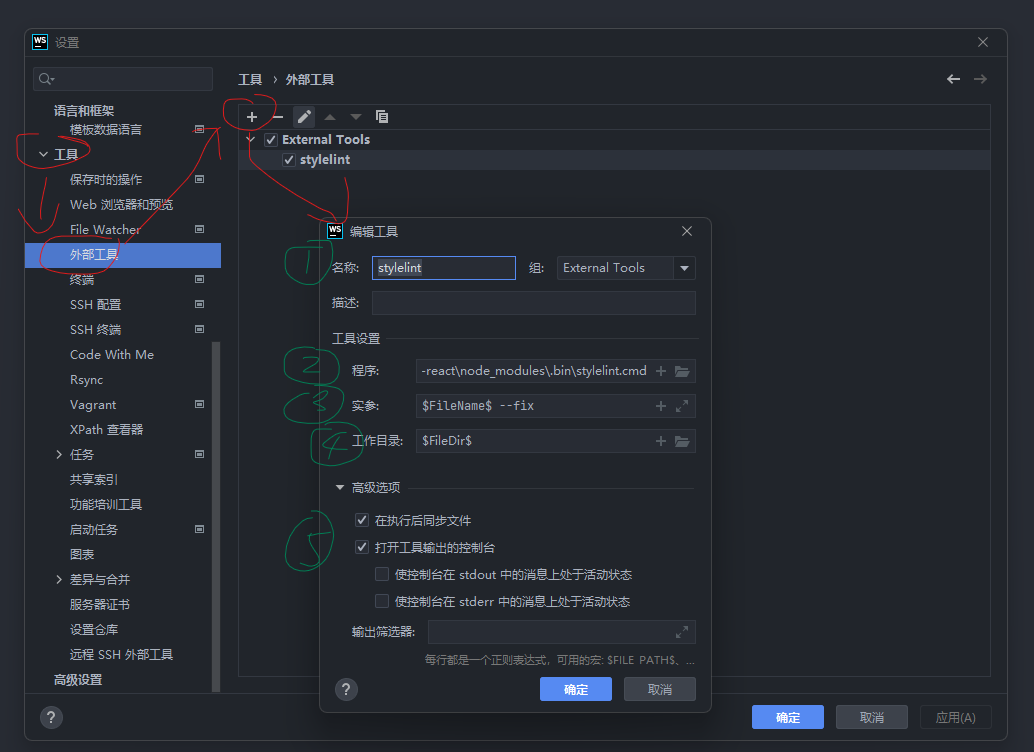 WS 设置
工具 › 外部工具
语言和框架
模板数据语言
工具
保存时的操作
Web 浏览器和预览
File Watcher
外部工具
终端
SSH 配置
SSH 终端
Code With Me
Rsync
Vagrant
XPath 查看器
任务
共享索引
功能培训工具
启动任务
图表
差异与合并
服务器证书
设置仓库
远程 SSH 外部工具
高级设置
External Tools
stylelint
WS 编辑工具
1 名称: stylelint 组: External Tools
描述:
工具设置
2 程序: -react\node_modules\.bin\stylelint.cmd
3 实参: $FileName$ --fix
4 工作目录: $FileDir$
高级选项
5
在执行后同步文件
打开工具输出的控制台
使控制台在 stdout 中的消息上处于活动状态
使控制台在 stderr 中的消息上处于活动状态
输出筛选器:
每行都是一个正则表达式，可用的宏: $FILE_PATH$、...
? 确定 取消
? 确定 取消 应用(A)